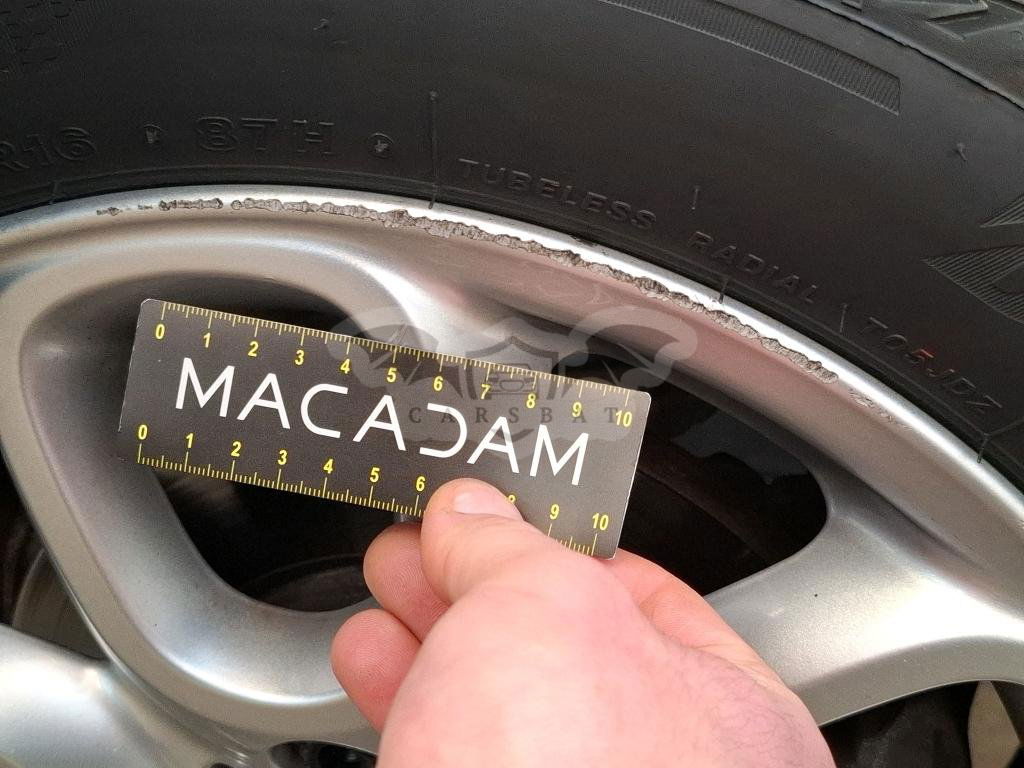 R16 87H
TUBELESS RADIAL T05JDZ
0 1 2 3 4 5 6 7 8 9 10
MACADAM
CARSBAT
0 1 2 3 4 5 6 8 9 10